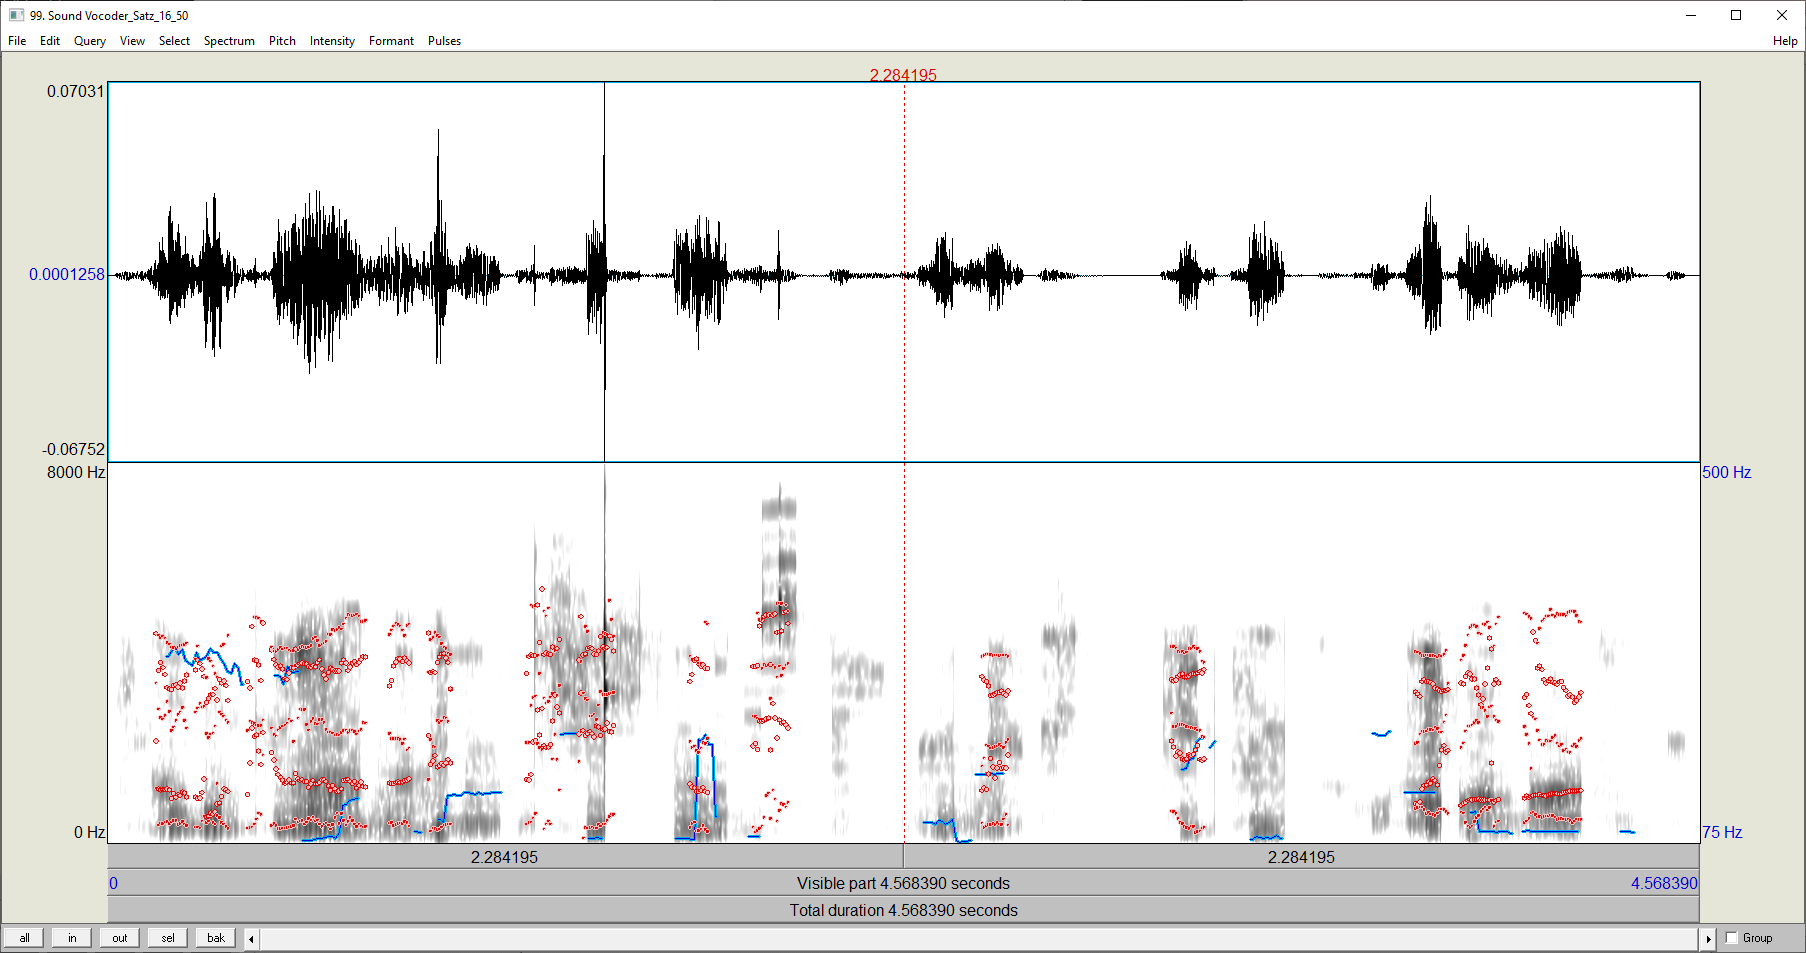 99. Sound Vocoder_Satz_16_50
File Edit Query View Select Spectrum Pitch Intensity Formant Pulses Help
2.284195
0.07031
0.0001258
-0.06752
8000 Hz 500 Hz
0 Hz 75 Hz
2.284195 2.284195
0 Visible part 4.568390 seconds 4.568390
Total duration 4.568390 seconds
all in out sel bak Group